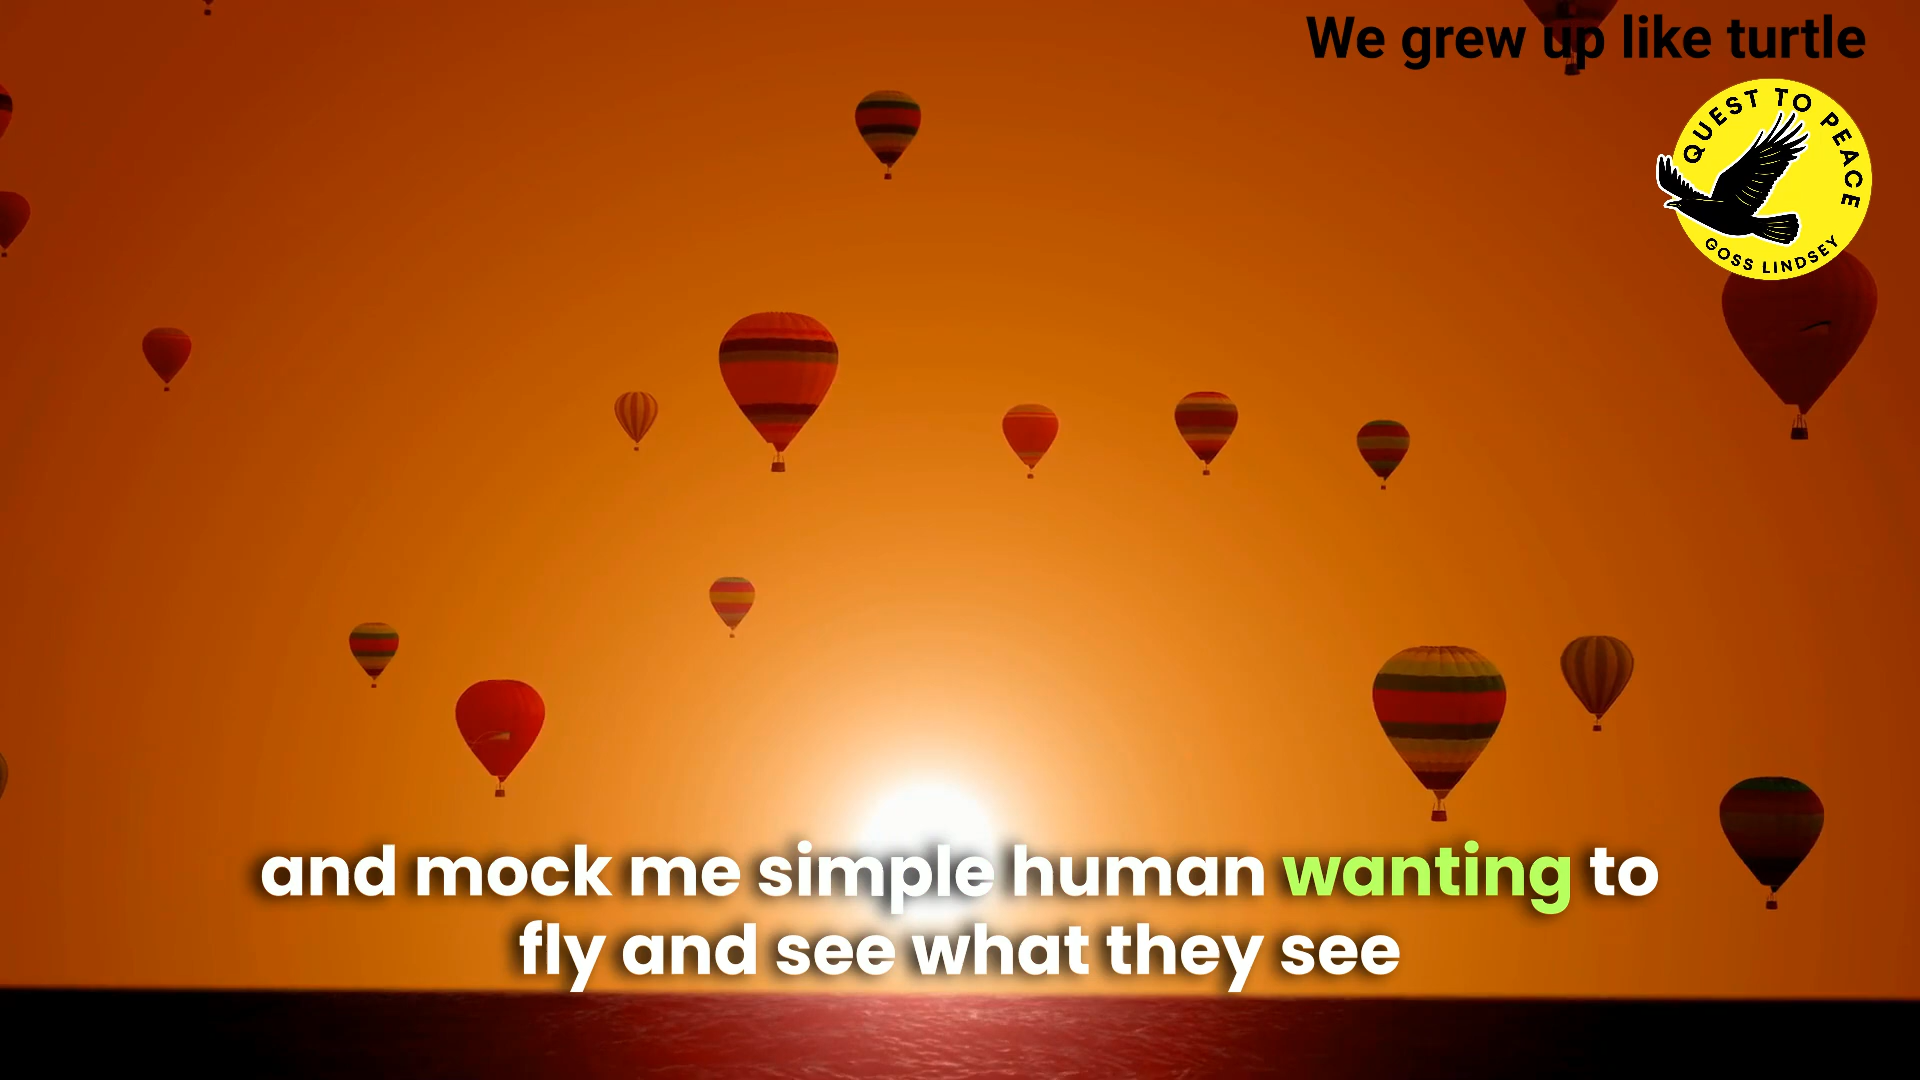 We grew up like turtle
QUEST TO PEACE
GOSS LINDSEY
and mock me simple human wanting to
fly and see what they see